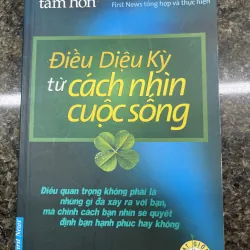 tâm hồn
First News tổng hợp và thực hiện
Điều Diệu Kỳ
từ cách nhìn
cuộc sống
Điều quan trọng không phải là
những gì đã xảy ra với bạn,
mà chính cách bạn nhìn sẽ quyết
định bạn hạnh phúc hay không
First News